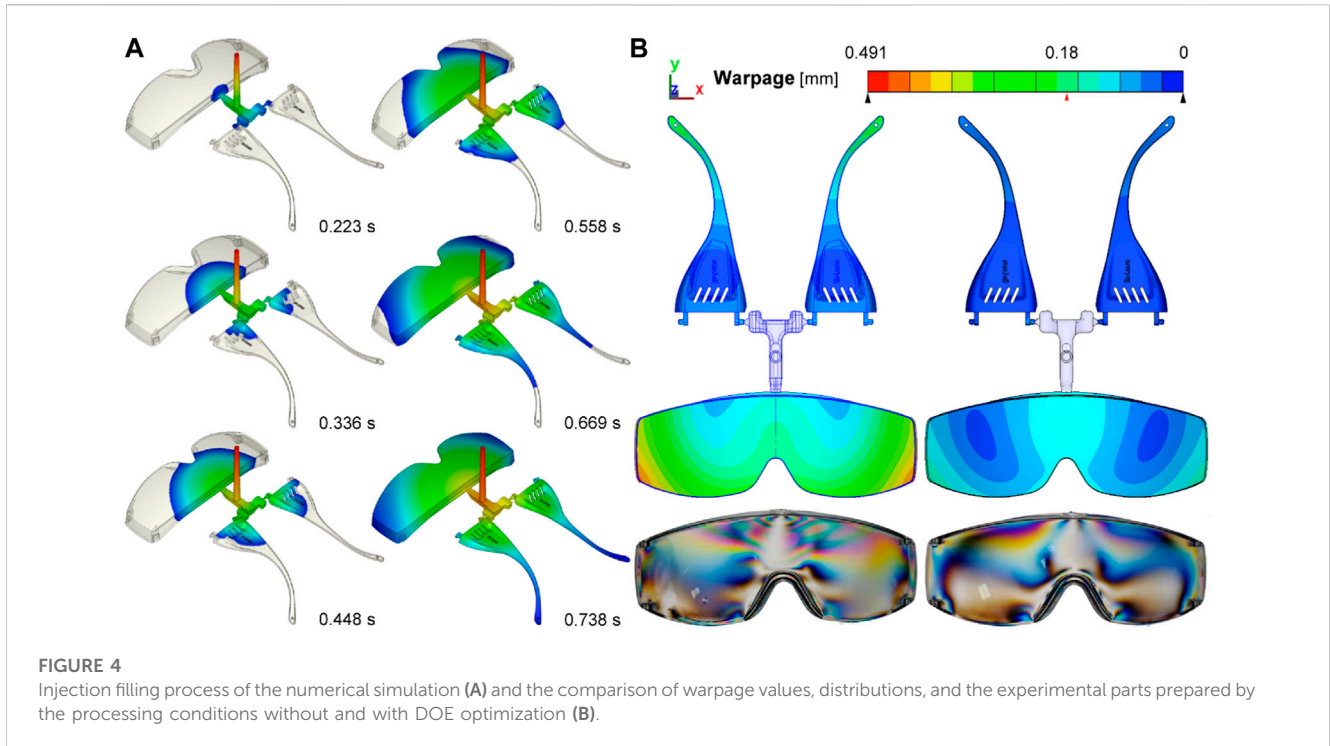 A
B
0.491
0.18
0
y
z
x
Warpage [mm]
0.223 s
0.558 s
0.336 s
0.669 s
0.448 s
0.738 s
FIGURE 4
Injection filling process of the numerical simulation (A) and the comparison of warpage values, distributions, and the experimental parts prepared by
the processing conditions without and with DOE optimization (B).